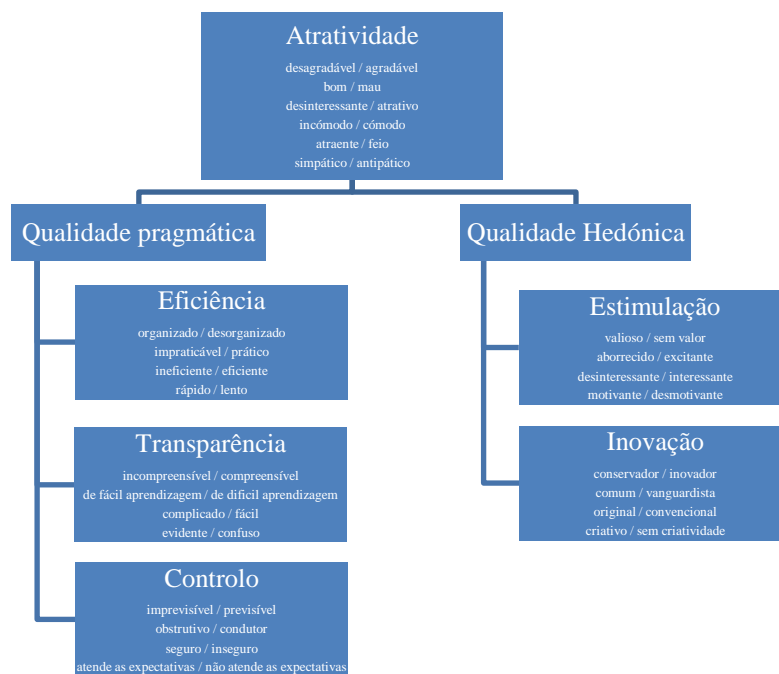 Atratividade
desagradável / agradável
bom / mau
desinteressante / atrativo
incómodo / cómodo
atraente / feio
simpático / antipático
Qualidade pragmática
Eficiência
organizado / desorganizado
impraticável / prático
ineficiente / eficiente
rápido / lento
Transparência
incompreensível / compreensível
de fácil aprendizagem / de dificil aprendizagem
complicado / fácil
evidente / confuso
Controlo
imprevisível / previsível
obstrutivo / condutor
seguro / inseguro
atende as expectativas / não atende as expectativas
Qualidade Hedónica
Estimulação
valioso / sem valor
aborrecido / excitante
desinteressante / interessante
motivante / desmotivante
Inovação
conservador / inovador
comum / vanguardista
original / convencional
criativo / sem criatividade